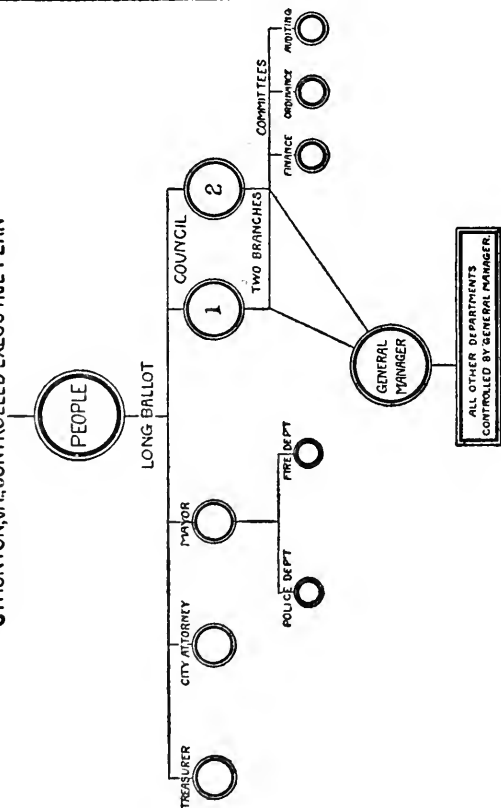 STAUNTON, VA., CONTROLLED EXECUTIVE PLAN
PEOPLE
LONG BALLOT
TREASURER
CITY ATTORNEY
MAYOR
COUNCIL
1
2
TWO BRANCHES
COMMITTEES
FINANCE
ORDINANCE
AUDITING
POLICE DEPT
FIRE DEPT
GENERAL
MANAGER
ALL OTHER DEPARTMENTS
CONTROLLED BY GENERAL MANAGER.